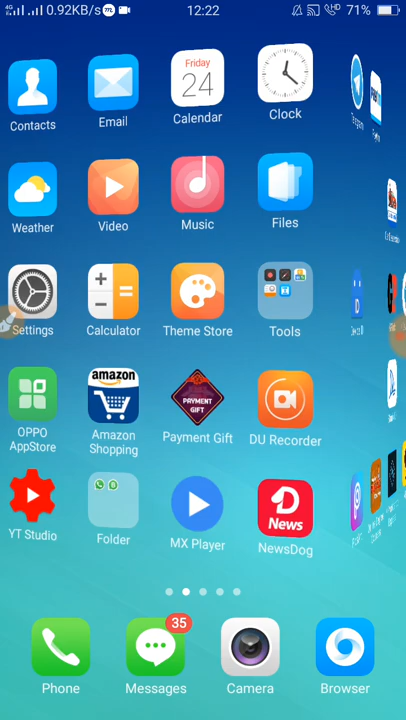 4G
0.92KB/s
12:22
HD
71%
Friday
24
Contacts
Email
Calendar
Clock
Weather
Video
Music
Files
Settings
Calculator
Theme Store
Tools
amazon
PAYMENT
GIFT
OPPO
AppStore
Amazon
Shopping
Payment Gift
DU Recorder
News
YT Studio
Folder
MX Player
NewsDog
35
Phone
Messages
Camera
Browser